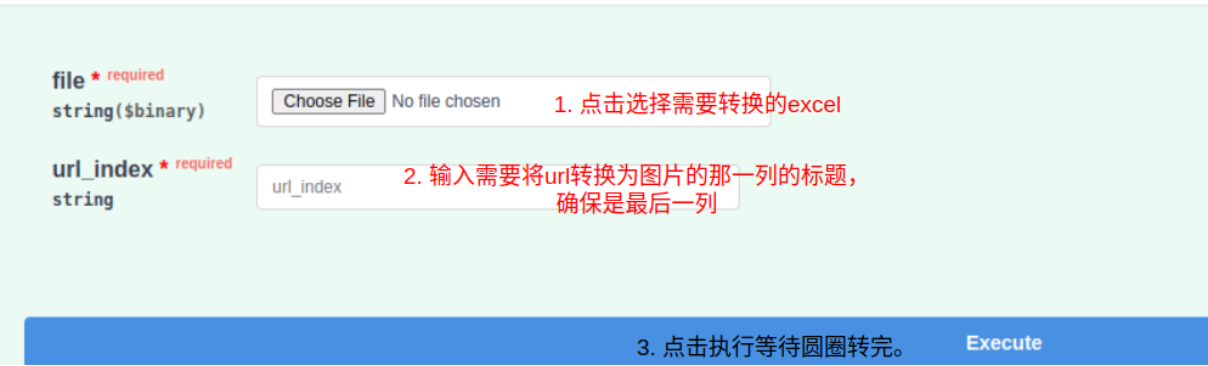 file * required
string($binary)
Choose File No file chosen
1. 点击选择需要转换的excel
url_index * required
string
url_index
2. 输入需要将url转换为图片的那一列的标题，
确保是最后一列
3. 点击执行等待圆圈转完。
Execute